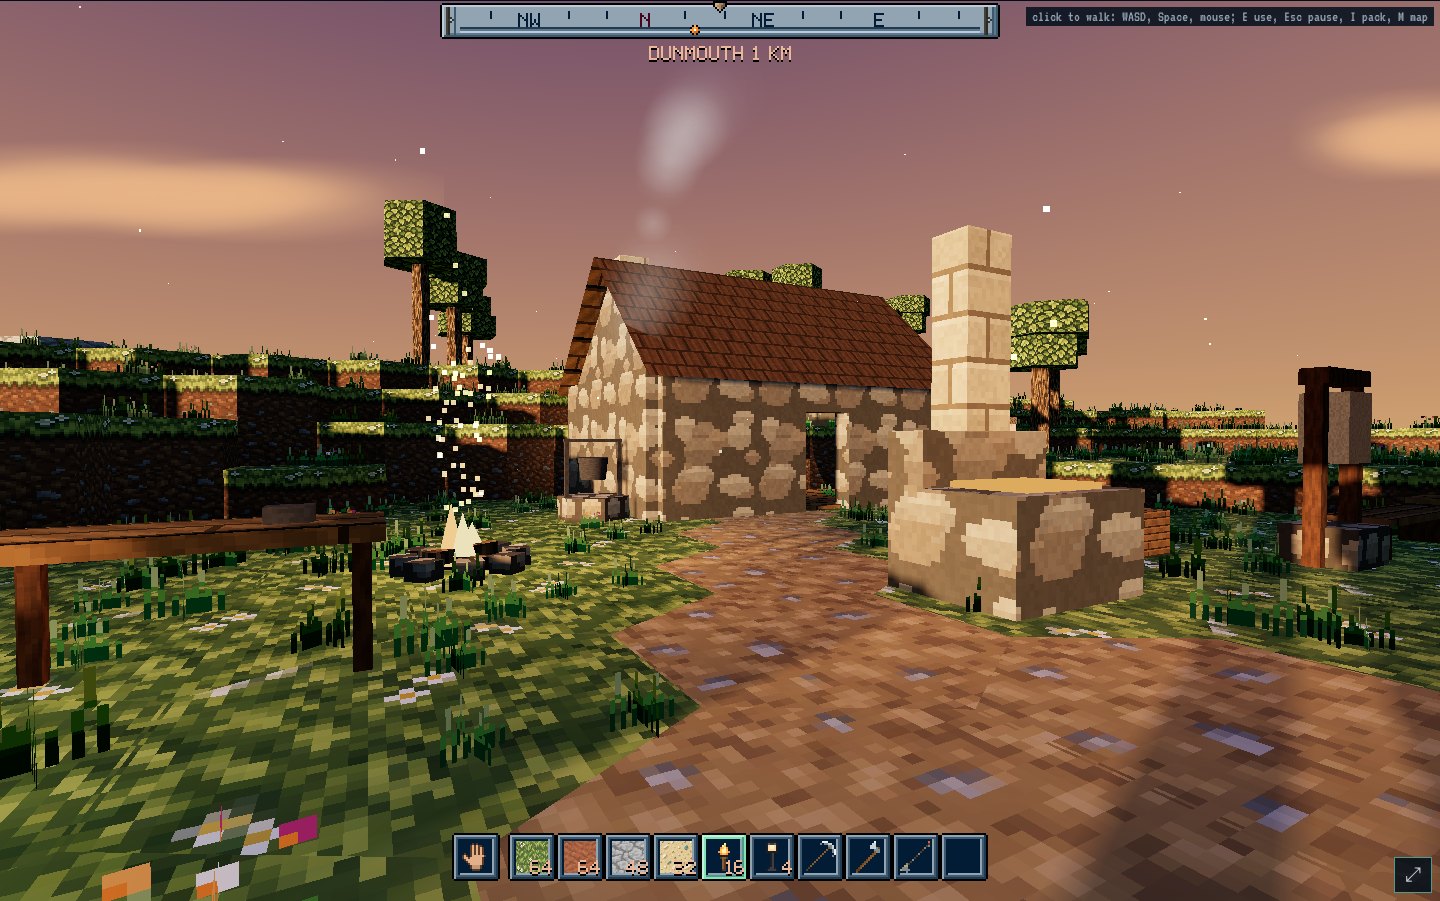 NW N NE E
click to walk: WASD, Space, mouse; E use, Esc pause, I pack, M map
DUNMOUTH 1 KM
64 64 48 32 16 4